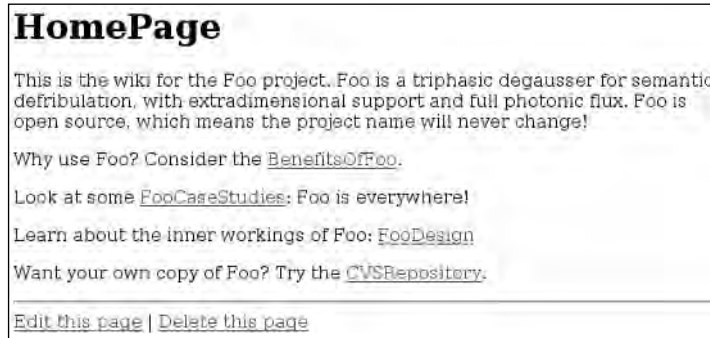 HomePage
This is the wiki for the Foo project. Foo is a triphasic degausser for semantic
defribulation, with extradimensional support and full photonic flux. Foo is
open source, which means the project name will never change!
Why use Foo? Consider the BenefitsOfFoo.
Look at some FooCaseStudies: Foo is everywhere!
Learn about the inner workings of Foo: FooDesign
Want your own copy of Foo? Try the CVSRepository.
Edit this page | Delete this page